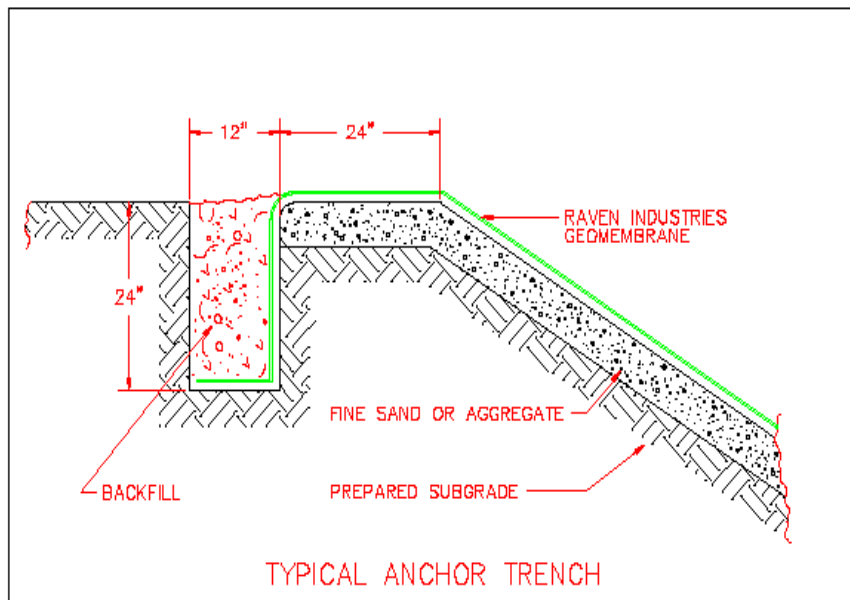 12"
24"
RAVEN INDUSTRIES
GEOMEMBRANE
24"
FINE SAND OR AGGREGATE
BACKFILL
PREPARED SUBGRADE
TYPICAL ANCHOR TRENCH